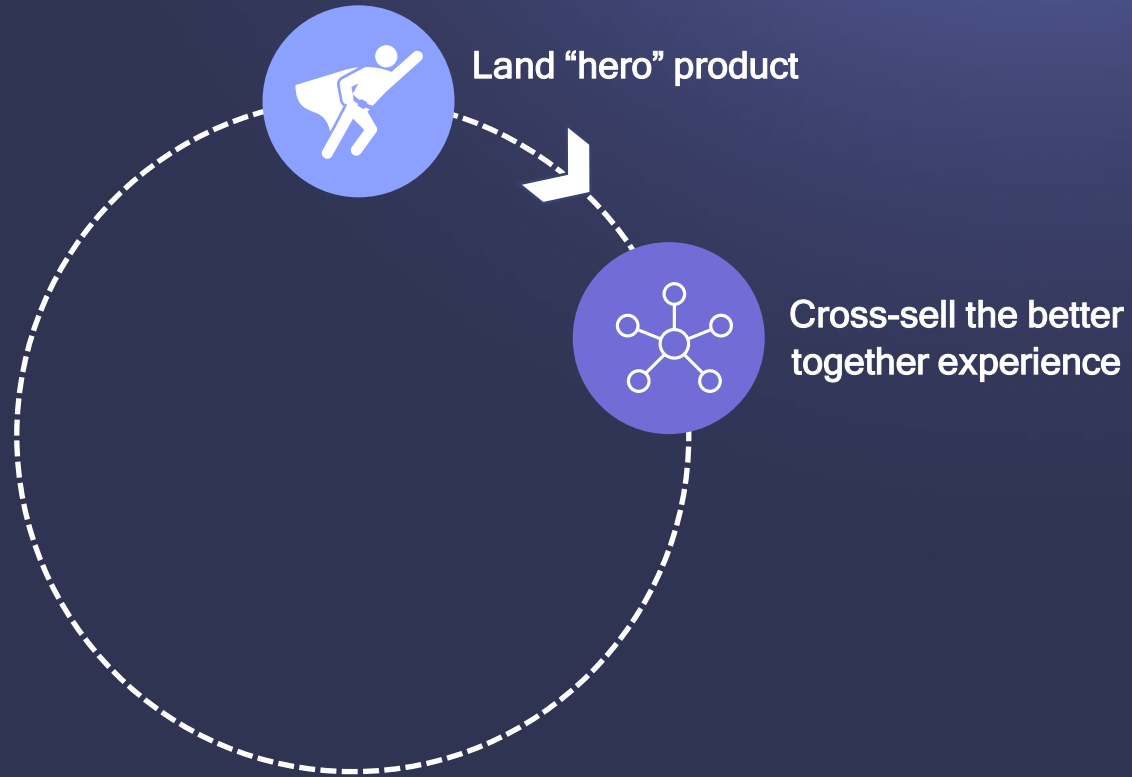 Land “hero” product
Cross-sell the better
together experience